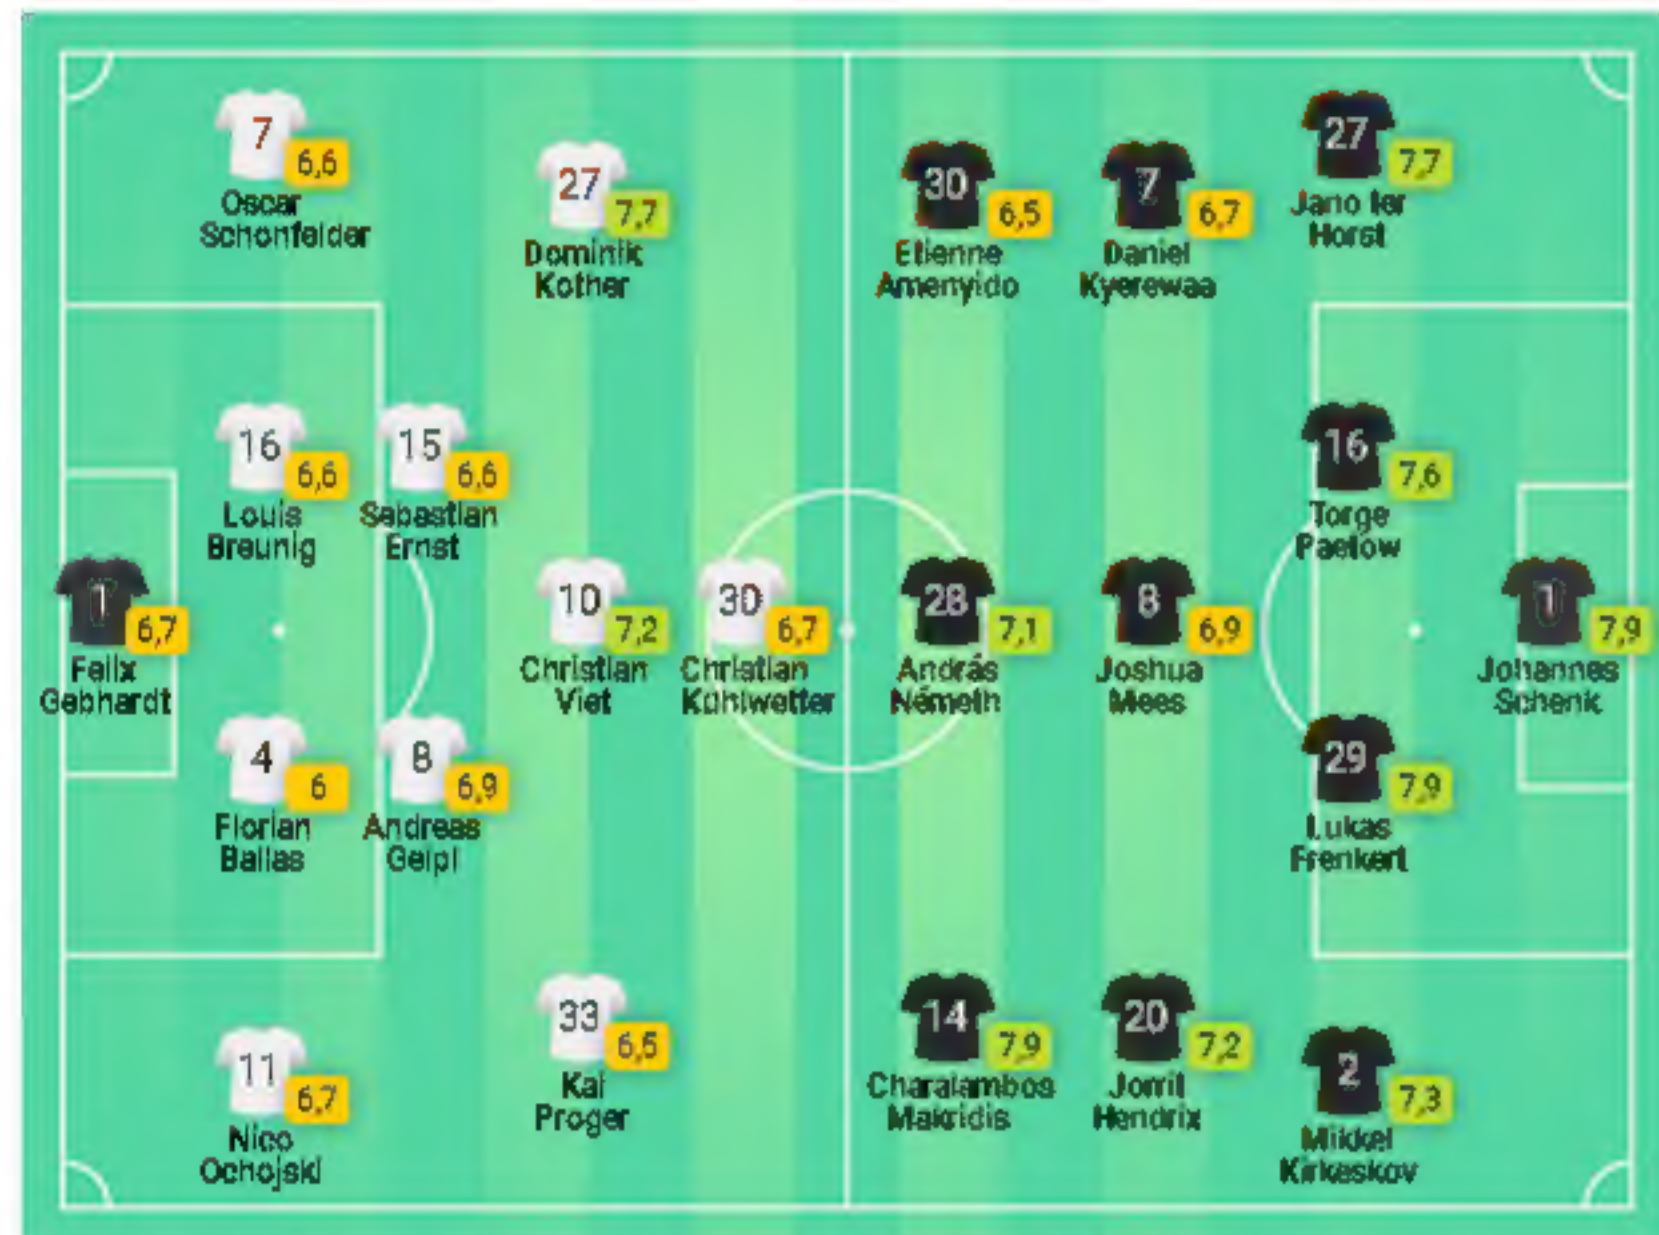 7
6,6
Oscar
Schonfelder
27
7,7
Dominik
Kother
30
6,5
Etienne
Amenyido
7
6,7
Daniel
Kyerewaa
27
7,7
Jano ter
Horst
16
6,6
Louis
Breunig
15
6,6
Sebastian
Ernst
16
7,6
Torge
Paetow
1
6,7
Felix
Gebhardt
10
7,2
Christian
Viet
30
6,7
Christian
Kühlwetter
28
7,1
András
Németh
8
6,9
Joshua
Mees
1
7,9
Johannes
Schenk
4
6
Florian
Ballas
8
6,9
Andreas
Geipl
29
7,9
Lukas
Frenkert
11
6,7
Nico
Ochojski
33
6,5
Kai
Proger
14
7,9
Charalambos
Makridis
20
7,2
Jorrit
Hendrix
2
7,3
Mikkel
Kirkeskov